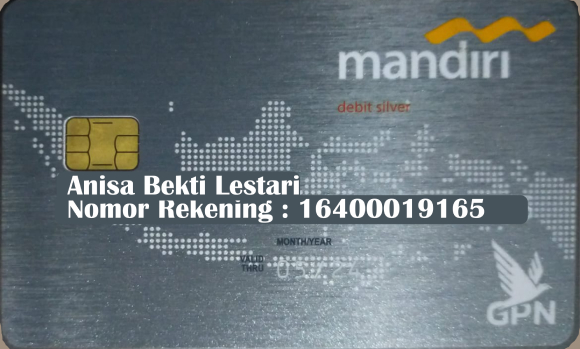 mandiri
debit silver
Anisa Bekti Lestari
Nomor Rekening : 16400019165
MONTH/YEAR
VALID
THRU
GPN